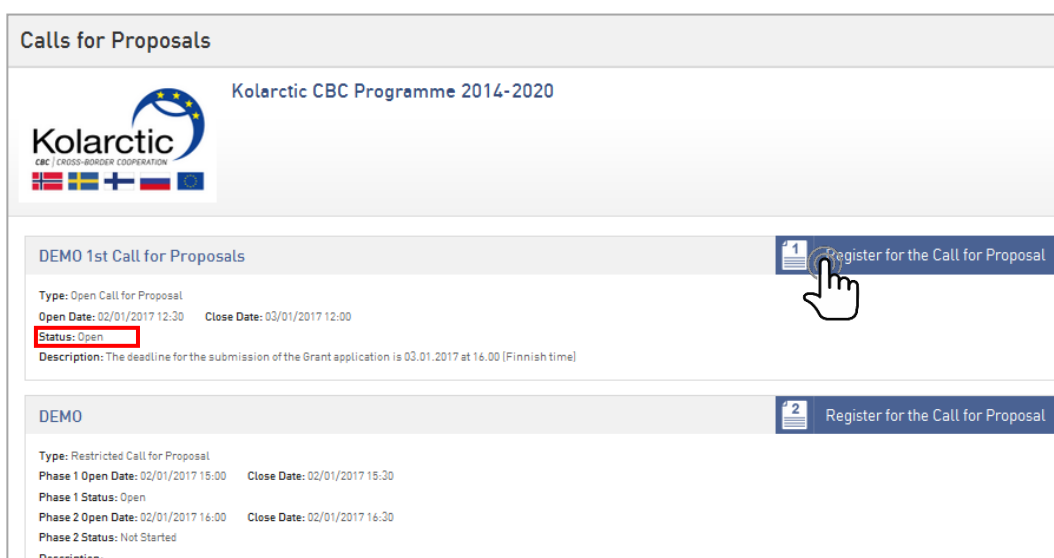 Calls for Proposals
Kolarctic CBC Programme 2014-2020
Kolarctic
CBC | CROSS-BORDER COOPERATION
DEMO 1st Call for Proposals
1
Register for the Call for Proposal
Type: Open Call for Proposal
Open Date: 02/01/2017 12:30 Close Date: 03/01/2017 12:00
Status: Open
Description: The deadline for the submission of the Grant application is 03.01.2017 at 16.00 (Finnish time)
DEMO
2
Register for the Call for Proposal
Type: Restricted Call for Proposal
Phase 1 Open Date: 02/01/2017 15:00 Close Date: 02/01/2017 15:30
Phase 1 Status: Open
Phase 2 Open Date: 02/01/2017 16:00 Close Date: 02/01/2017 16:30
Phase 2 Status: Not Started
Description: